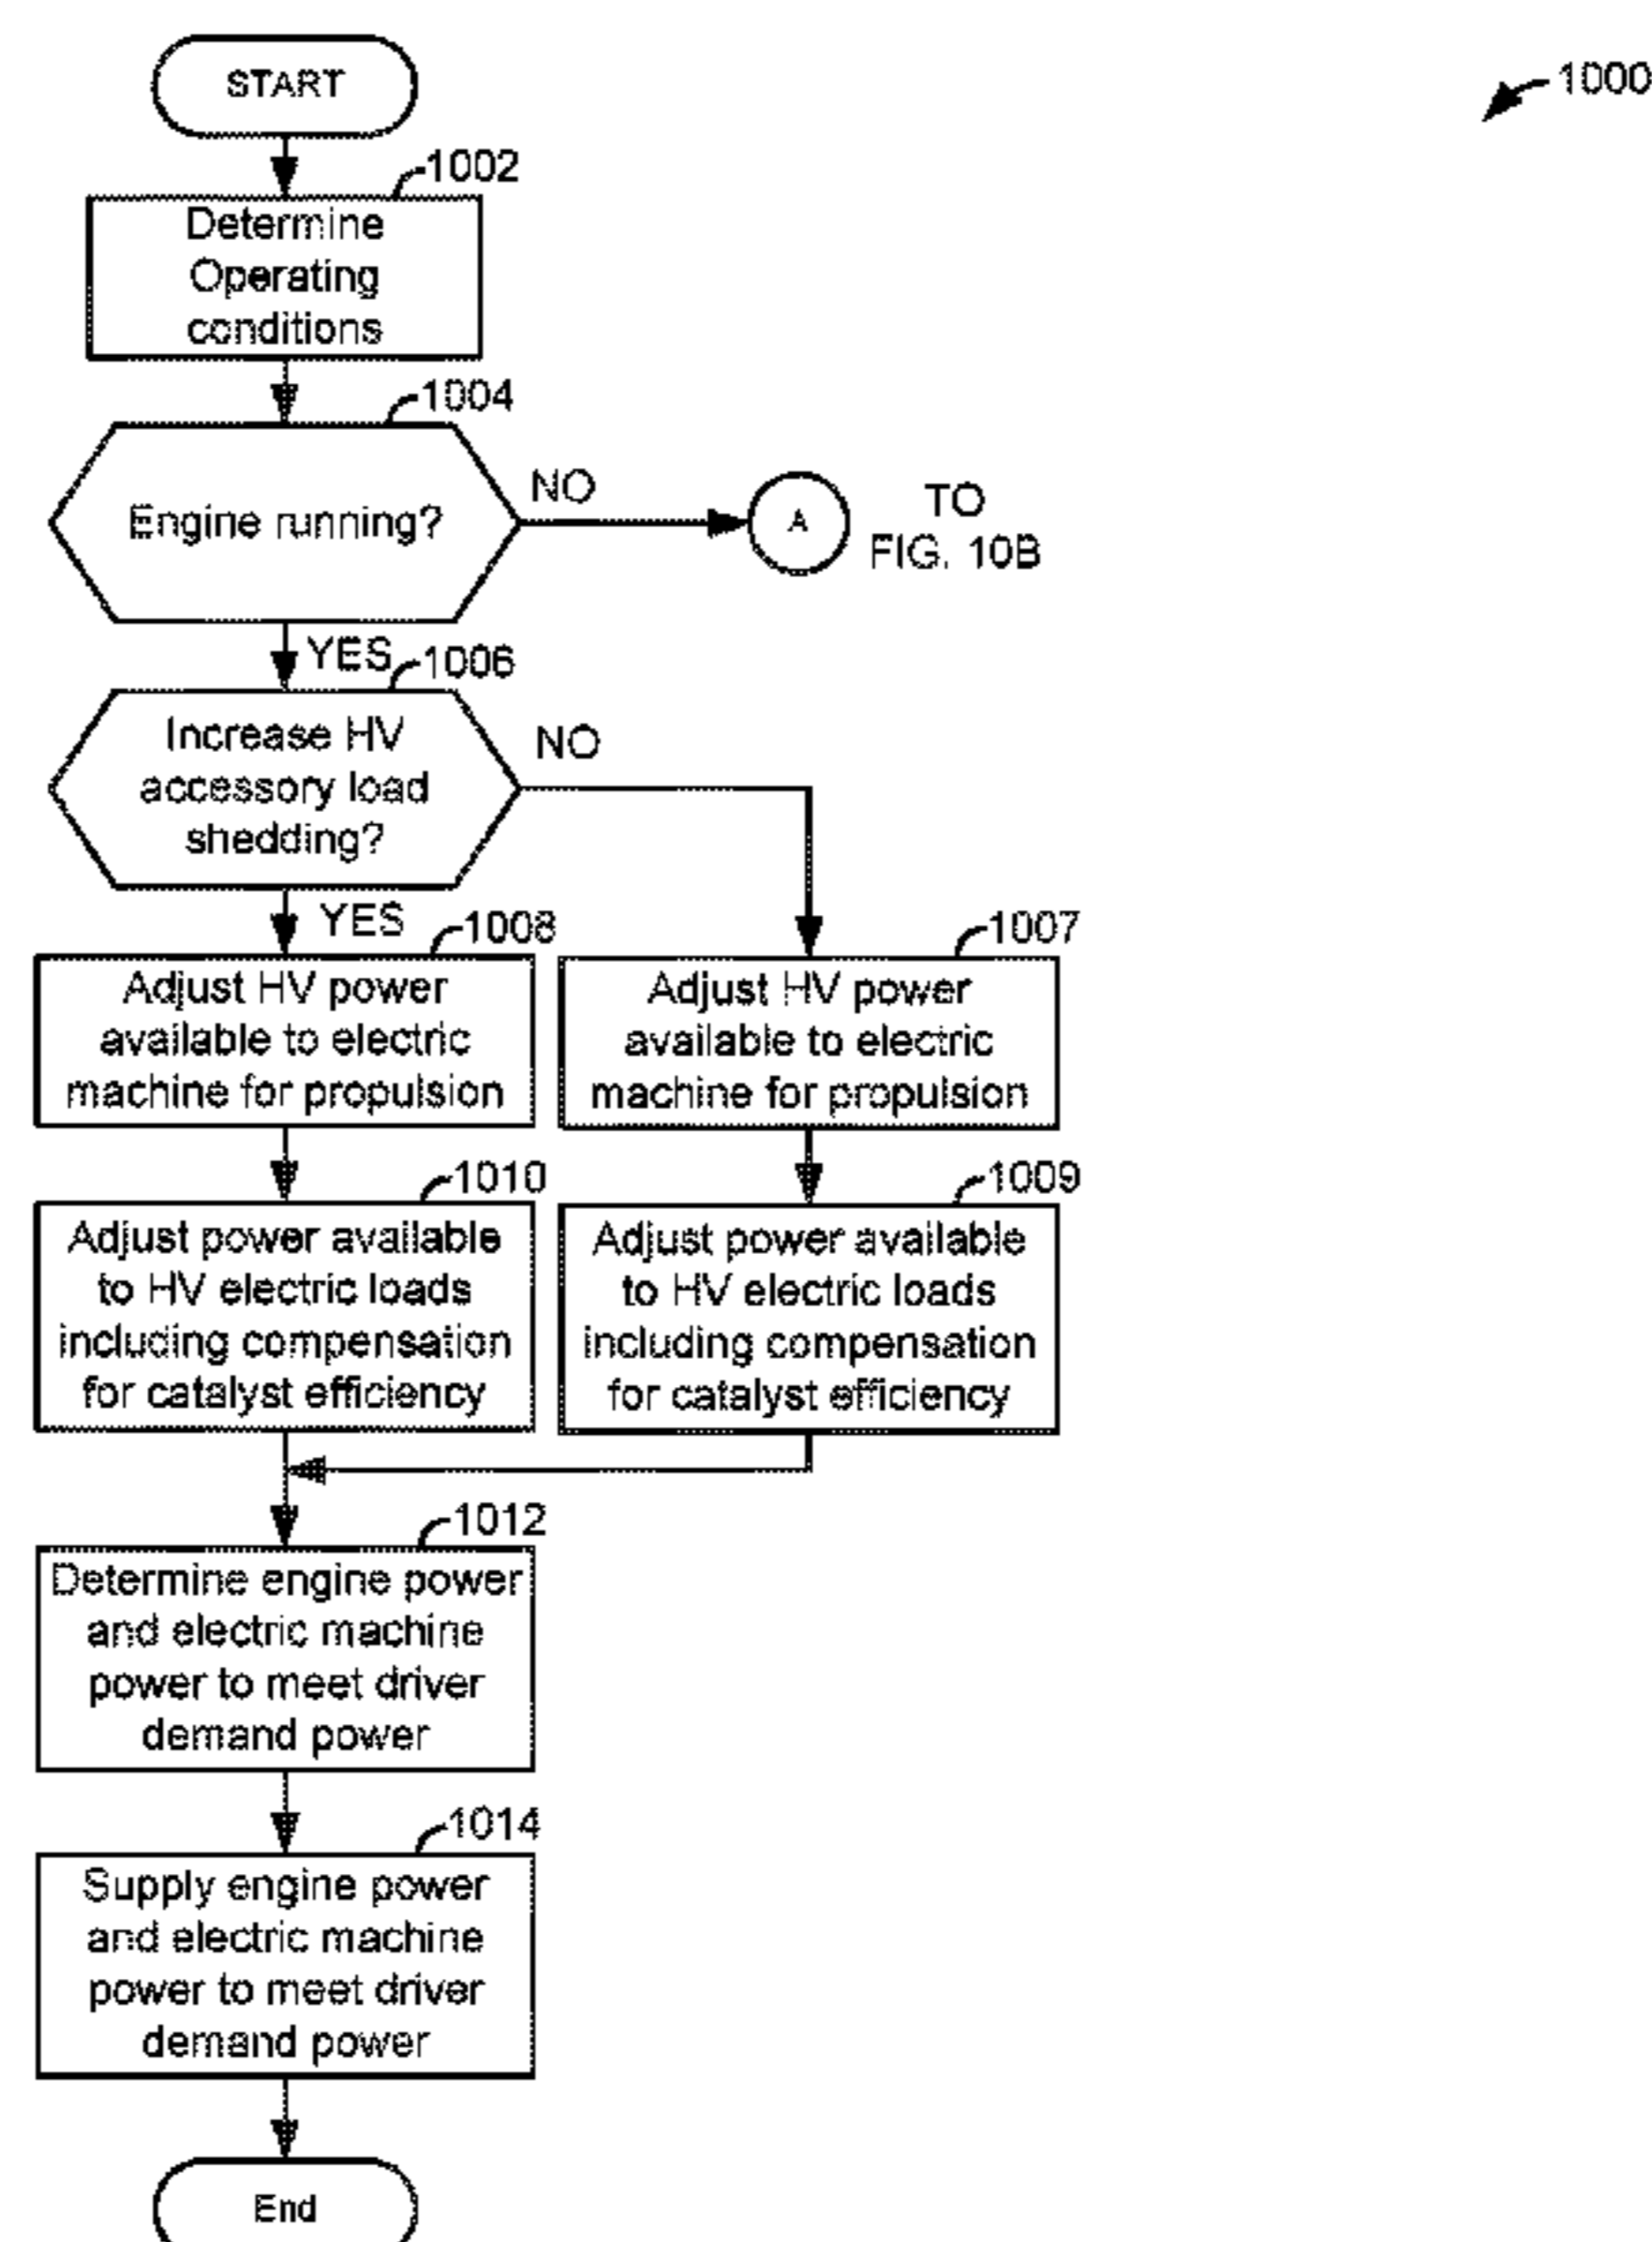 START
1000
1002
Determine
Operating
conditions
1004
Engine running?
NO
A
TO
FIG. 10B
YES
1006
Increase HV
accessory load
shedding?
NO
YES
1008
Adjust HV power
available to electric
machine for propulsion
1007
Adjust HV power
available to electric
machine for propulsion
1010
Adjust power available
to HV electric loads
including compensation
for catalyst efficiency
1009
Adjust power available
to HV electric loads
including compensation
for catalyst efficiency
1012
Determine engine power
and electric machine
power to meet driver
demand power
1014
Supply engine power
and electric machine
power to meet driver
demand power
End